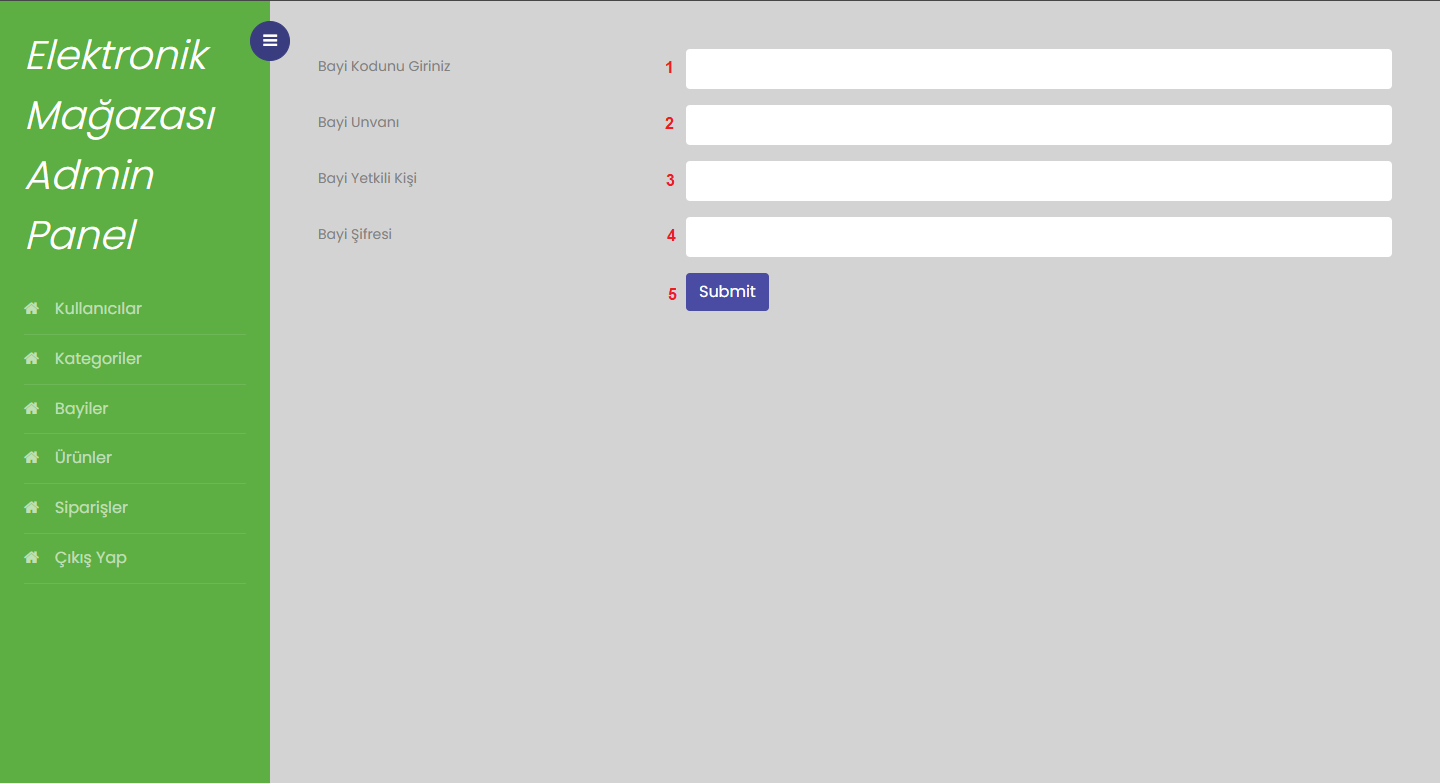 Elektronik
Mağazası
Admin
Panel
Kullanıcılar
Kategoriler
Bayiler
Ürünler
Siparişler
Çıkış Yap
Bayi Kodunu Giriniz 1
Bayi Unvanı 2
Bayi Yetkili Kişi 3
Bayi Şifresi 4
5 Submit